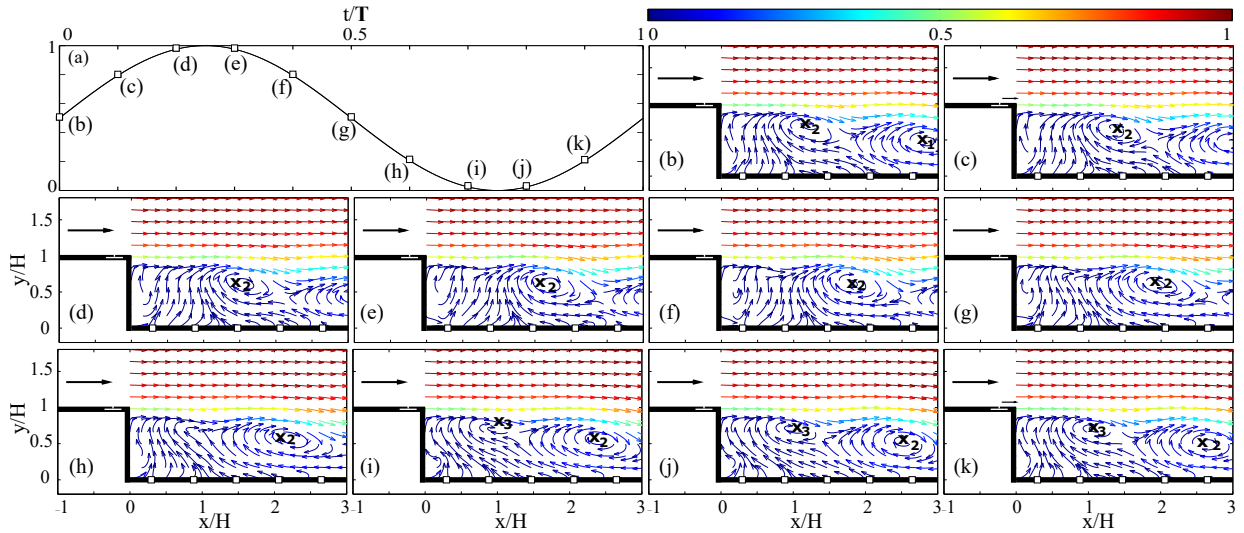 t/T
0 0.5 1 0 0.5 1
1 (a) (d) (e) (b) (c)
(c) (f)
(b) (g) x2 x1 x2
(h) (i) (j) (k)
0
y/H 1.5 1 0.5 0
x2 x2 x2 x2
(d) (e) (f) (g)
y/H 1.5 1 0.5 0
x2 x3 x2 x3 x2 x3 x2
(h) (i) (j) (k)
-1 0 1 2 3 -1 0 1 2 3 -1 0 1 2 3 -1 0 1 2 3
x/H x/H x/H x/H